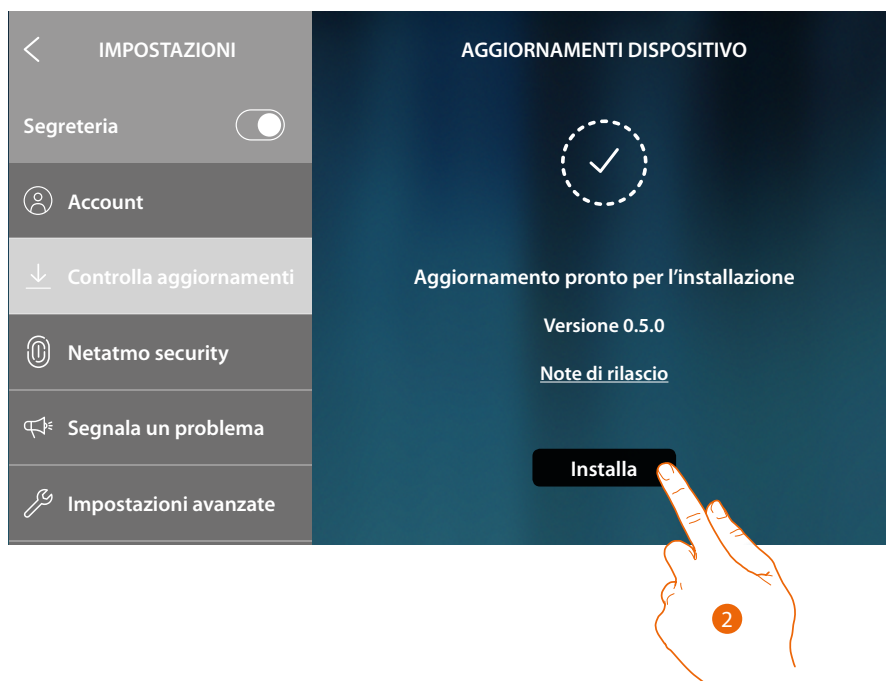 IMPOSTAZIONI
Segreteria
Account
Controlla aggiornamenti
Netatmo security
Segnala un problema
Impostazioni avanzate
AGGIORNAMENTI DISPOSITIVO
Aggiornamento pronto per l’installazione
Versione 0.5.0
Note di rilascio
Installa
2